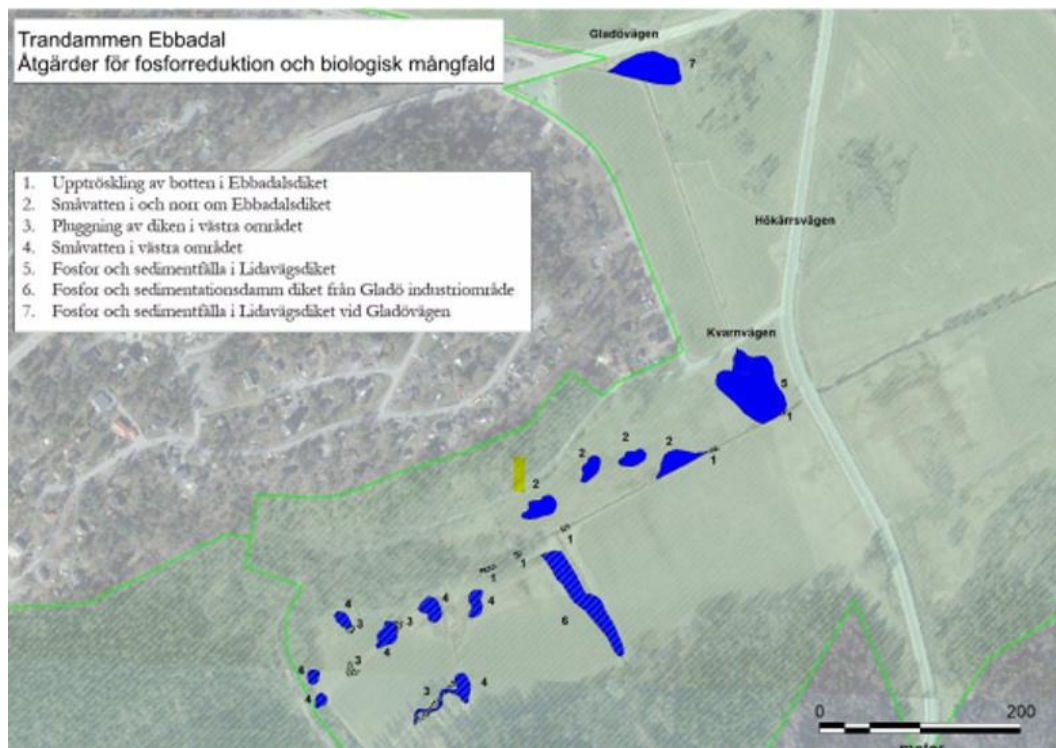 Trandammen Ebbadal
Åtgärder för fosforreduktion och biologisk mångfald
1. Upptröskling av botten i Ebbadalsdiket
2. Småvatten i och norr om Ebbadalsdiket
3. Pluggning av diken i västra området
4. Småvatten i västra området
5. Fosfor och sedimentfälla i Lidavägsdiket
6. Fosfor och sedimentationsdamm diket från Gladö industriområde
7. Fosfor och sedimentfälla i Lidavägsdiket vid Gladövägen
Gladövägen
7
Hökärrsvägen
Kvarnvägen
5
1
2
2
2
1
2
1
1
1
4
4
4
3
3
4
6
3
4
4
3
4
0 200
meter